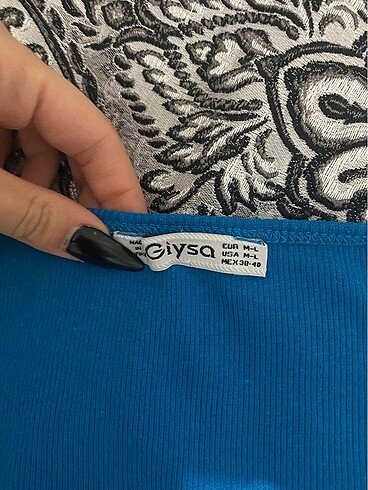 Giysa
EUR M-L
USA M-L
MEX 38-40